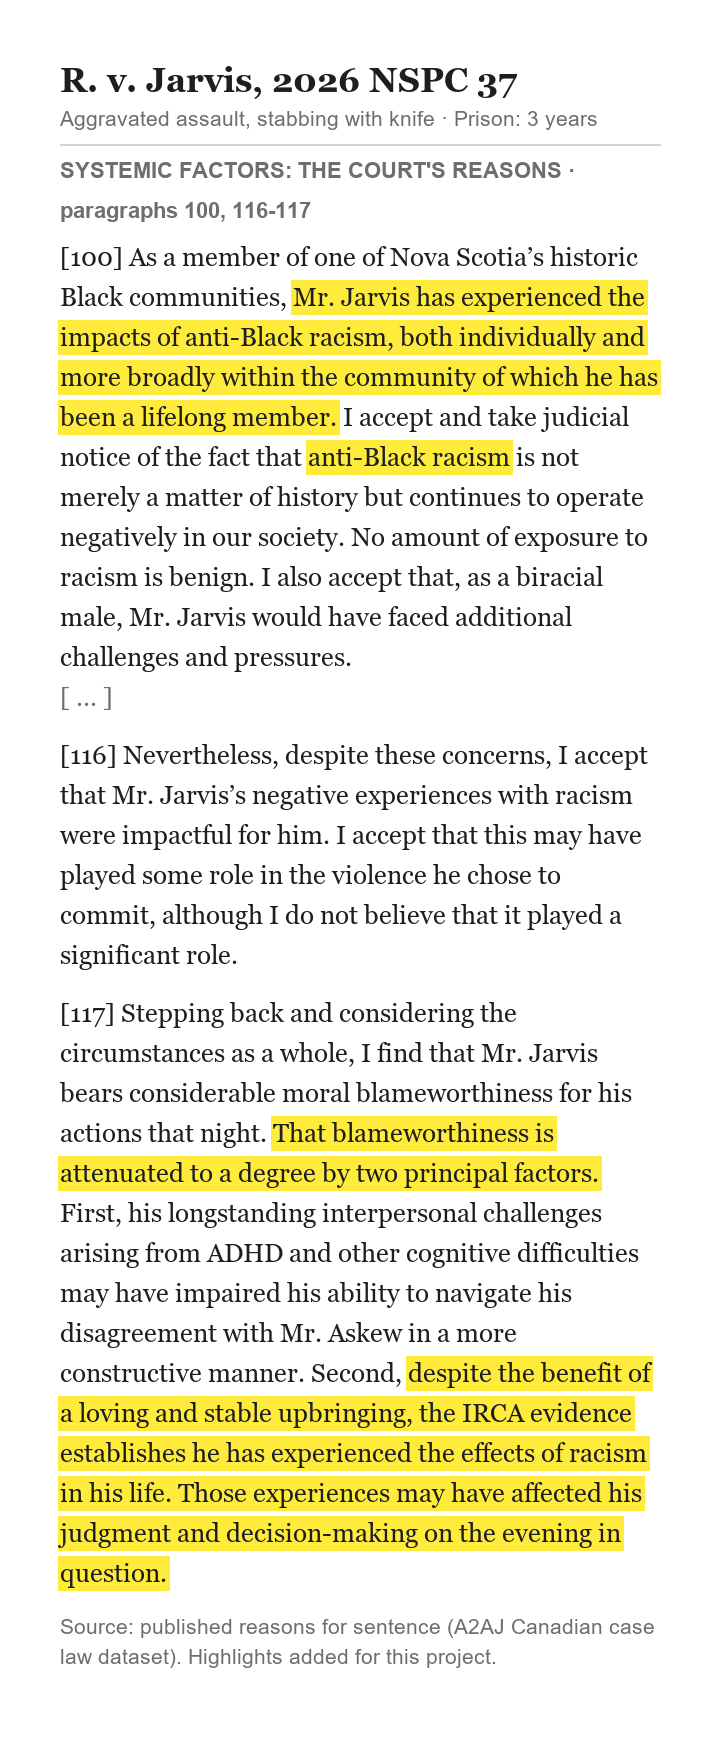 R. v. Jarvis, 2026 NSPC 37
Aggravated assault, stabbing with knife · Prison: 3 years
SYSTEMIC FACTORS: THE COURT'S REASONS ·
paragraphs 100, 116-117
[100] As a member of one of Nova Scotia’s historic
Black communities, Mr. Jarvis has experienced the
impacts of anti-Black racism, both individually and
more broadly within the community of which he has
been a lifelong member. I accept and take judicial
notice of the fact that anti-Black racism is not
merely a matter of history but continues to operate
negatively in our society. No amount of exposure to
racism is benign. I also accept that, as a biracial
male, Mr. Jarvis would have faced additional
challenges and pressures.
[ ... ]
[116] Nevertheless, despite these concerns, I accept
that Mr. Jarvis’s negative experiences with racism
were impactful for him. I accept that this may have
played some role in the violence he chose to
commit, although I do not believe that it played a
significant role.
[117] Stepping back and considering the
circumstances as a whole, I find that Mr. Jarvis
bears considerable moral blameworthiness for his
actions that night. That blameworthiness is
attenuated to a degree by two principal factors.
First, his longstanding interpersonal challenges
arising from ADHD and other cognitive difficulties
may have impaired his ability to navigate his
disagreement with Mr. Askew in a more
constructive manner. Second, despite the benefit of
a loving and stable upbringing, the IRCA evidence
establishes he has experienced the effects of racism
in his life. Those experiences may have affected his
judgment and decision-making on the evening in
question.
Source: published reasons for sentence (A2AJ Canadian case
law dataset). Highlights added for this project.